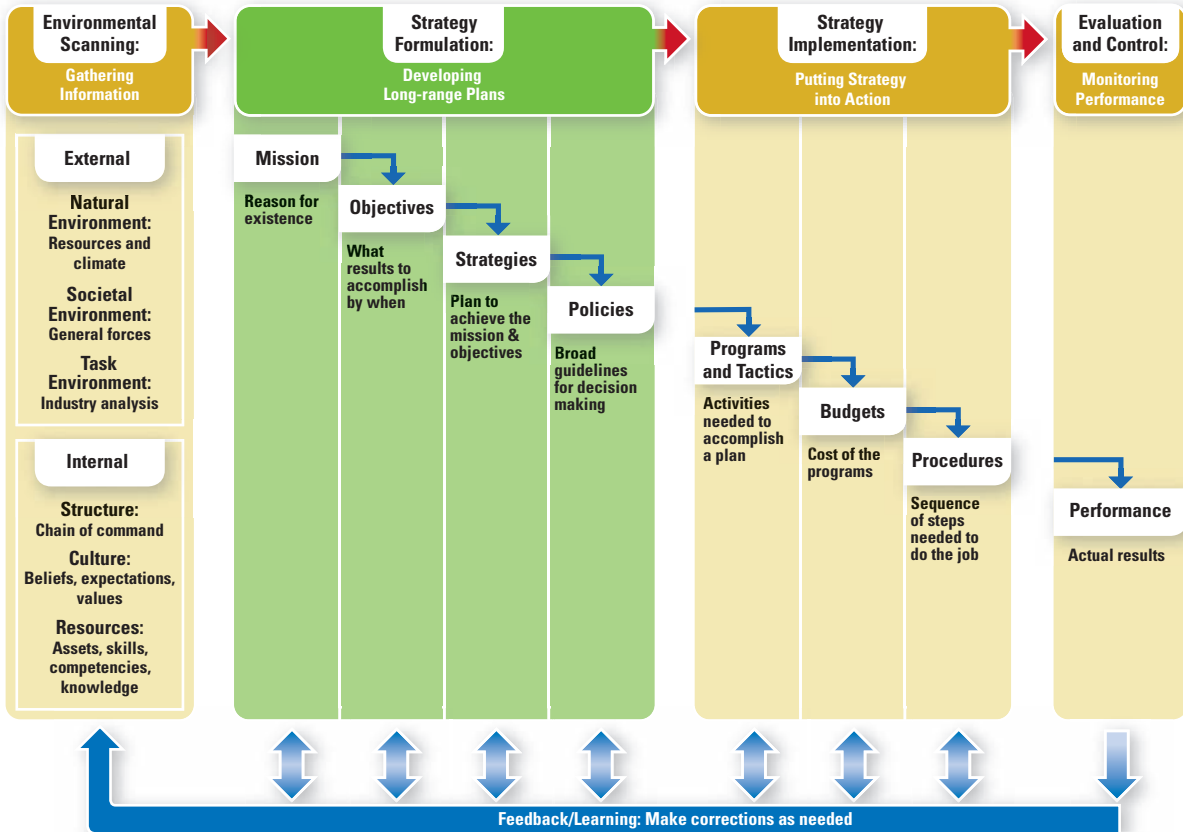 Environmental
Scanning:
Gathering
Information
Strategy
Formulation:
Developing
Long-range Plans
Strategy
Implementation:
Putting Strategy
into Action
Evaluation
and Control:
Monitoring
Performance
External
Natural
Environment:
Resources and
climate
Societal
Environment:
General forces
Task
Environment:
Industry analysis
Internal
Structure:
Chain of command
Culture:
Beliefs, expectations,
values
Resources:
Assets, skills,
competencies,
knowledge
Mission
Reason for
existence
Objectives
What
results to
accomplish
by when
Strategies
Plan to
achieve the
mission &
objectives
Policies
Broad
guidelines
for decision
making
Programs
and Tactics
Activities
needed to
accomplish
a plan
Budgets
Cost of the
programs
Procedures
Sequence
of steps
needed to
do the job
Performance
Actual results
Feedback/Learning: Make corrections as needed